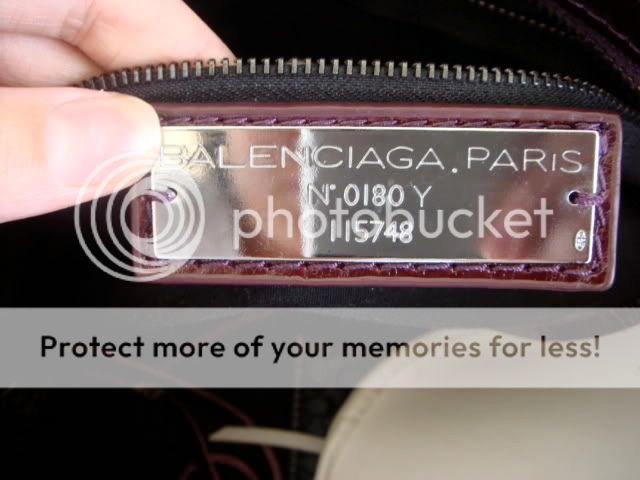 BALENCIAGA.PARIS
N° 0180 Y
115748
photobucket
Protect more of your memories for less!